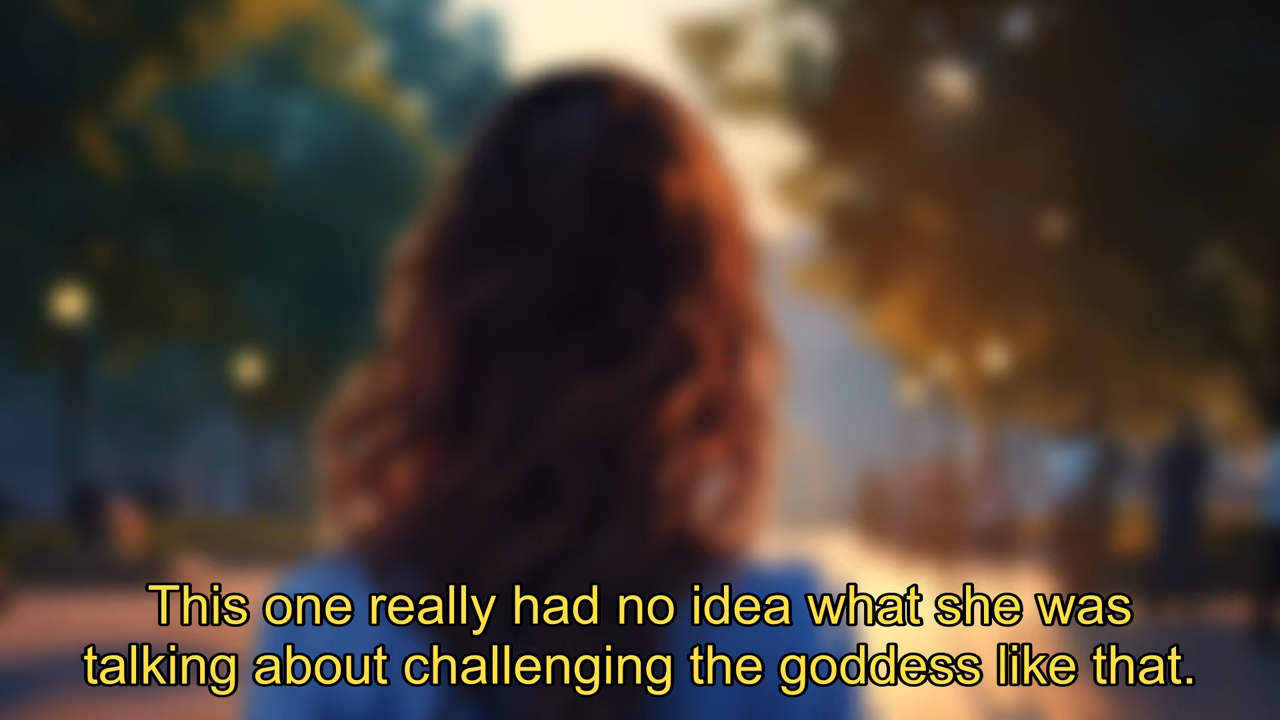 This one really had no idea what she was
talking about challenging the goddess like that.